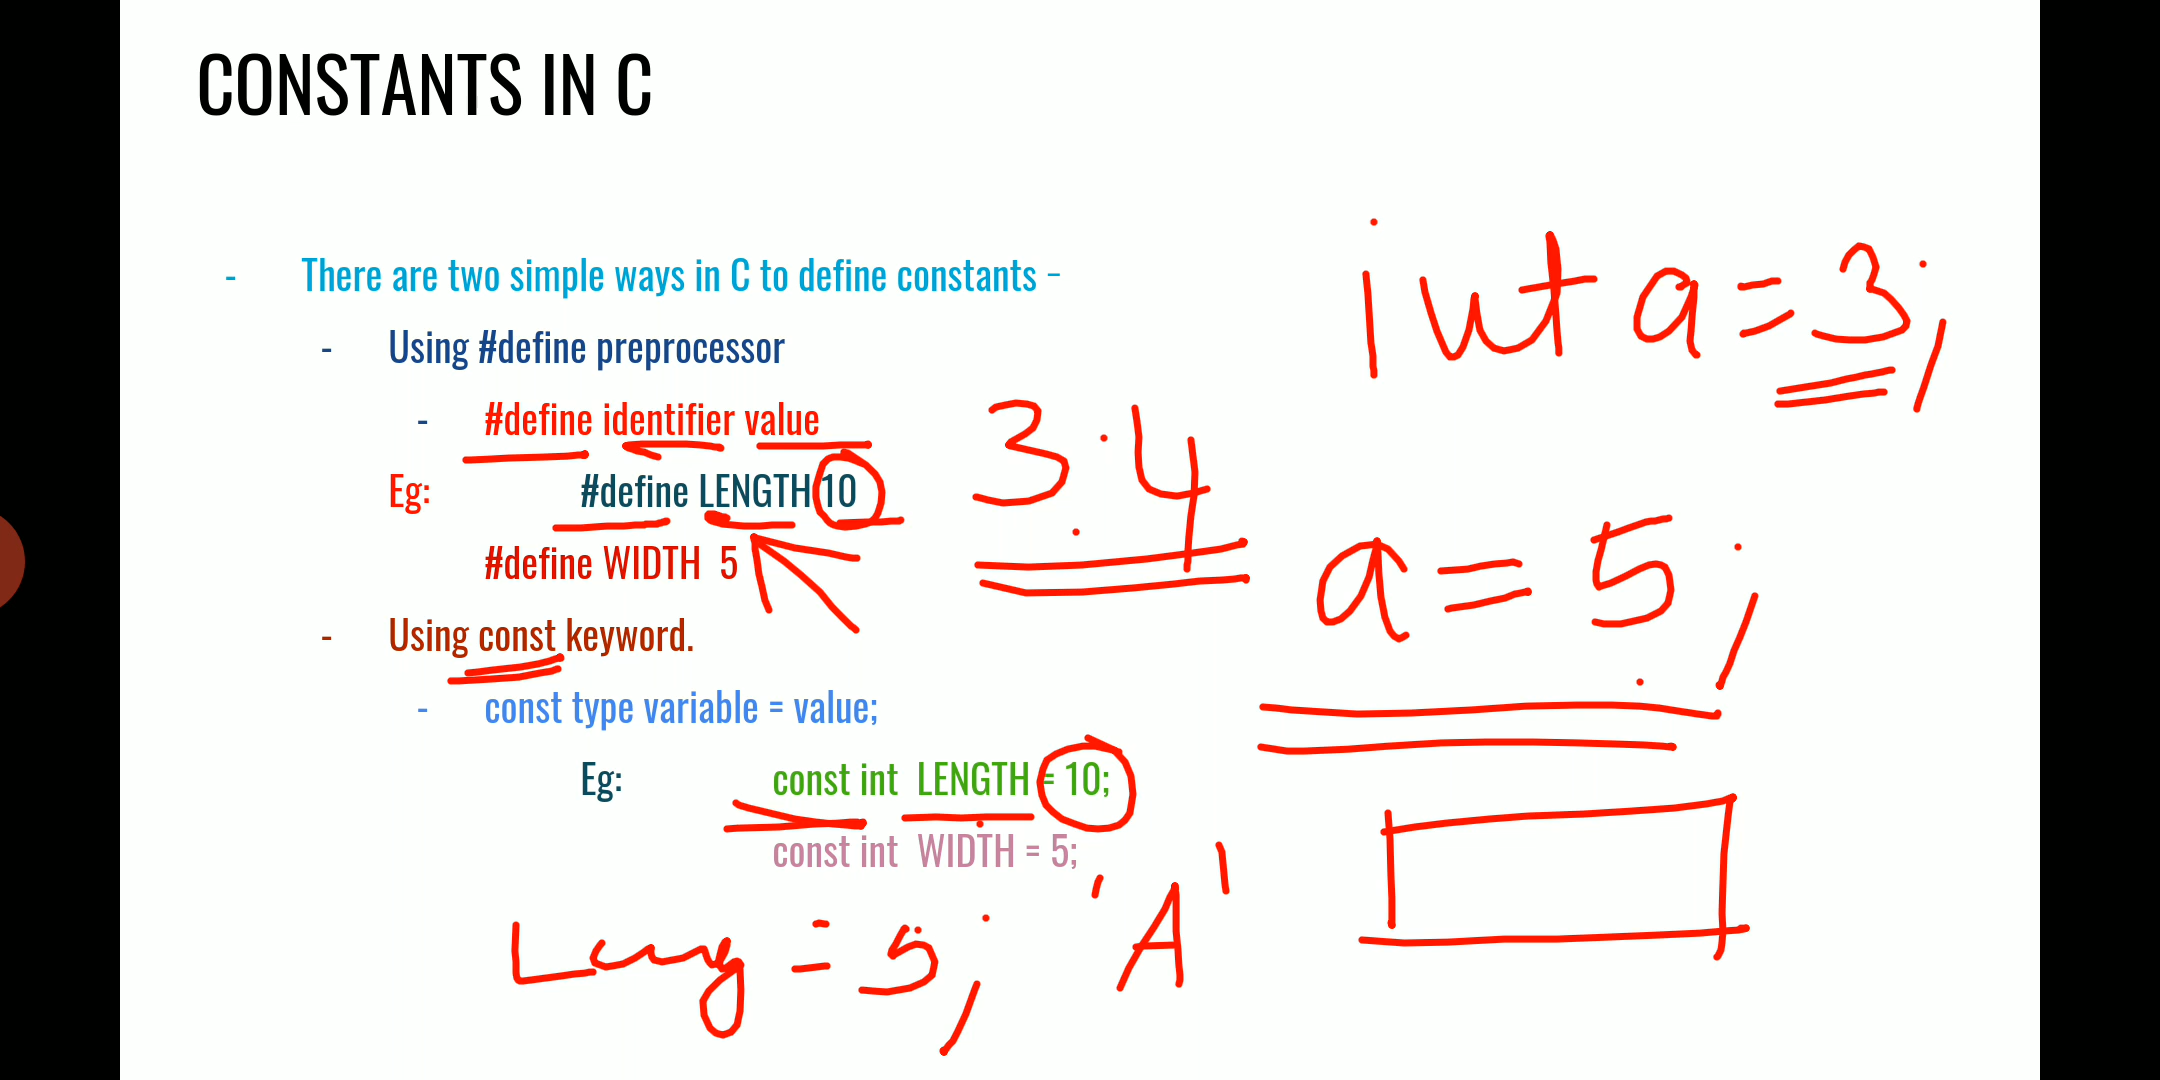 CONSTANTS IN C
- There are two simple ways in C to define constants –
- Using #define preprocessor
- #define identifier value
Eg: #define LENGTH 10
#define WIDTH 5
- Using const keyword.
- const type variable = value;
Eg: const int LENGTH = 10;
const int WIDTH = 5;
int a = 3;
3.4
a = 5;
= 5;
'A'